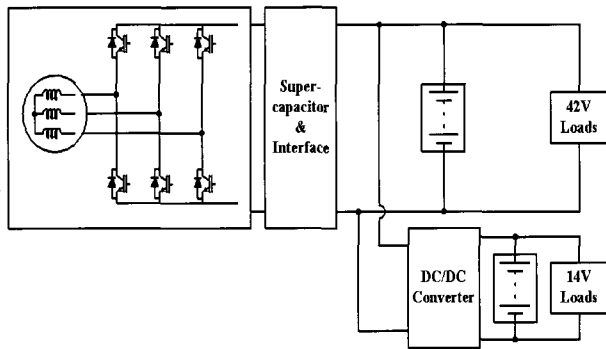 Super-
capacitor
&
Interface
42V
Loads
DC/DC
Converter
14V
Loads